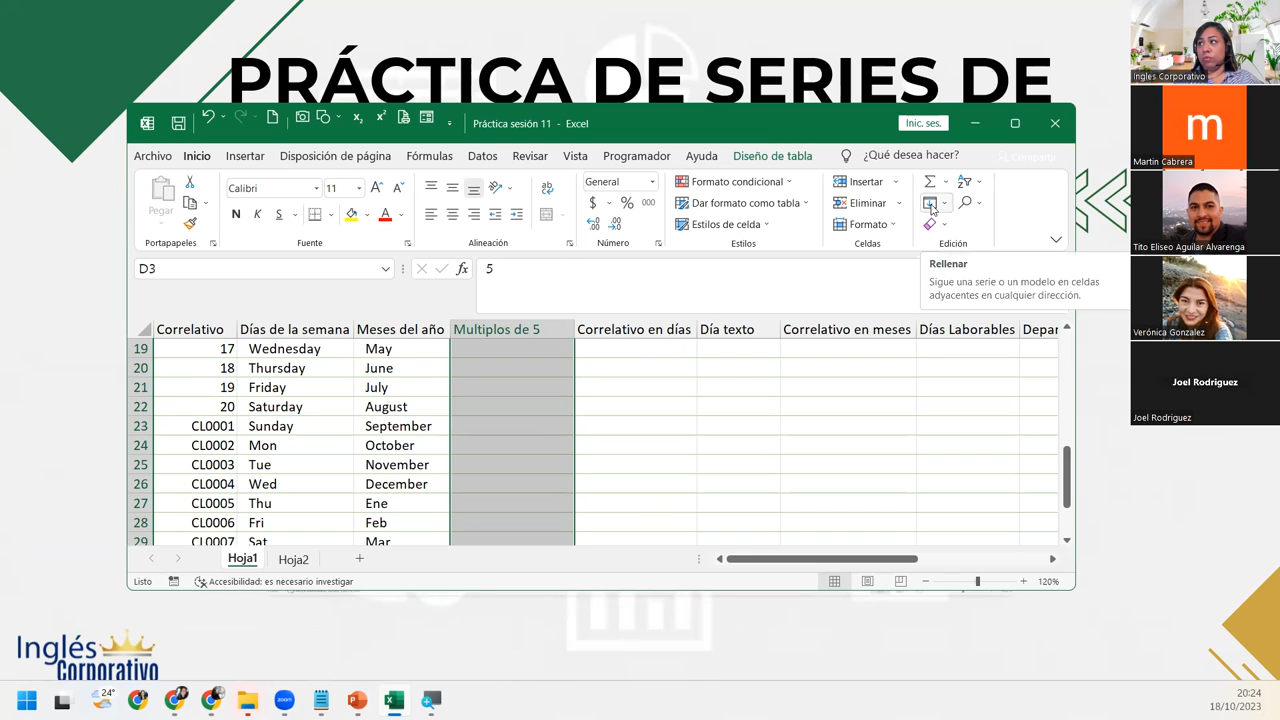 PRÁCTICA DE SERIES DE
Práctica sesión 11 - Excel
Inic. ses.
Archivo Inicio Insertar Disposición de página Fórmulas Datos Revisar Vista Programador Ayuda Diseño de tabla ¿Qué desea hacer?
Pegar
Calibri 11
N K S
General
$ % 000
Formato condicional
Dar formato como tabla
Estilos de celda
Insertar
Eliminar
Formato
Portapapeles Fuente Alineación Número Estilos Celdas Edición
D3 fx 5
Rellenar
Sigue una serie o un modelo en celdas
adyacentes en cualquier dirección.
Correlativo Días de la semana Meses del año Multiplos de 5 Correlativo en días Día texto Correlativo en meses Días Laborables Depar
19 17 Wednesday May
20 18 Thursday June
21 19 Friday July
22 20 Saturday August
23 CL0001 Sunday September
24 CL0002 Mon October
25 CL0003 Tue November
26 CL0004 Wed December
27 CL0005 Thu Ene
28 CL0006 Fri Feb
29 CL0007 Sat Mar
Hoja1 Hoja2
Listo Accesibilidad: es necesario investigar 120%
Ingles Corporativo
m
Martin Cabrera
Tito Eliseo Aguilar Alvarenga
Verónica Gonzalez
Joel Rodriguez
Joel Rodriguez
Inglés
Corporativo
24°
zoom
20:24
18/10/2023